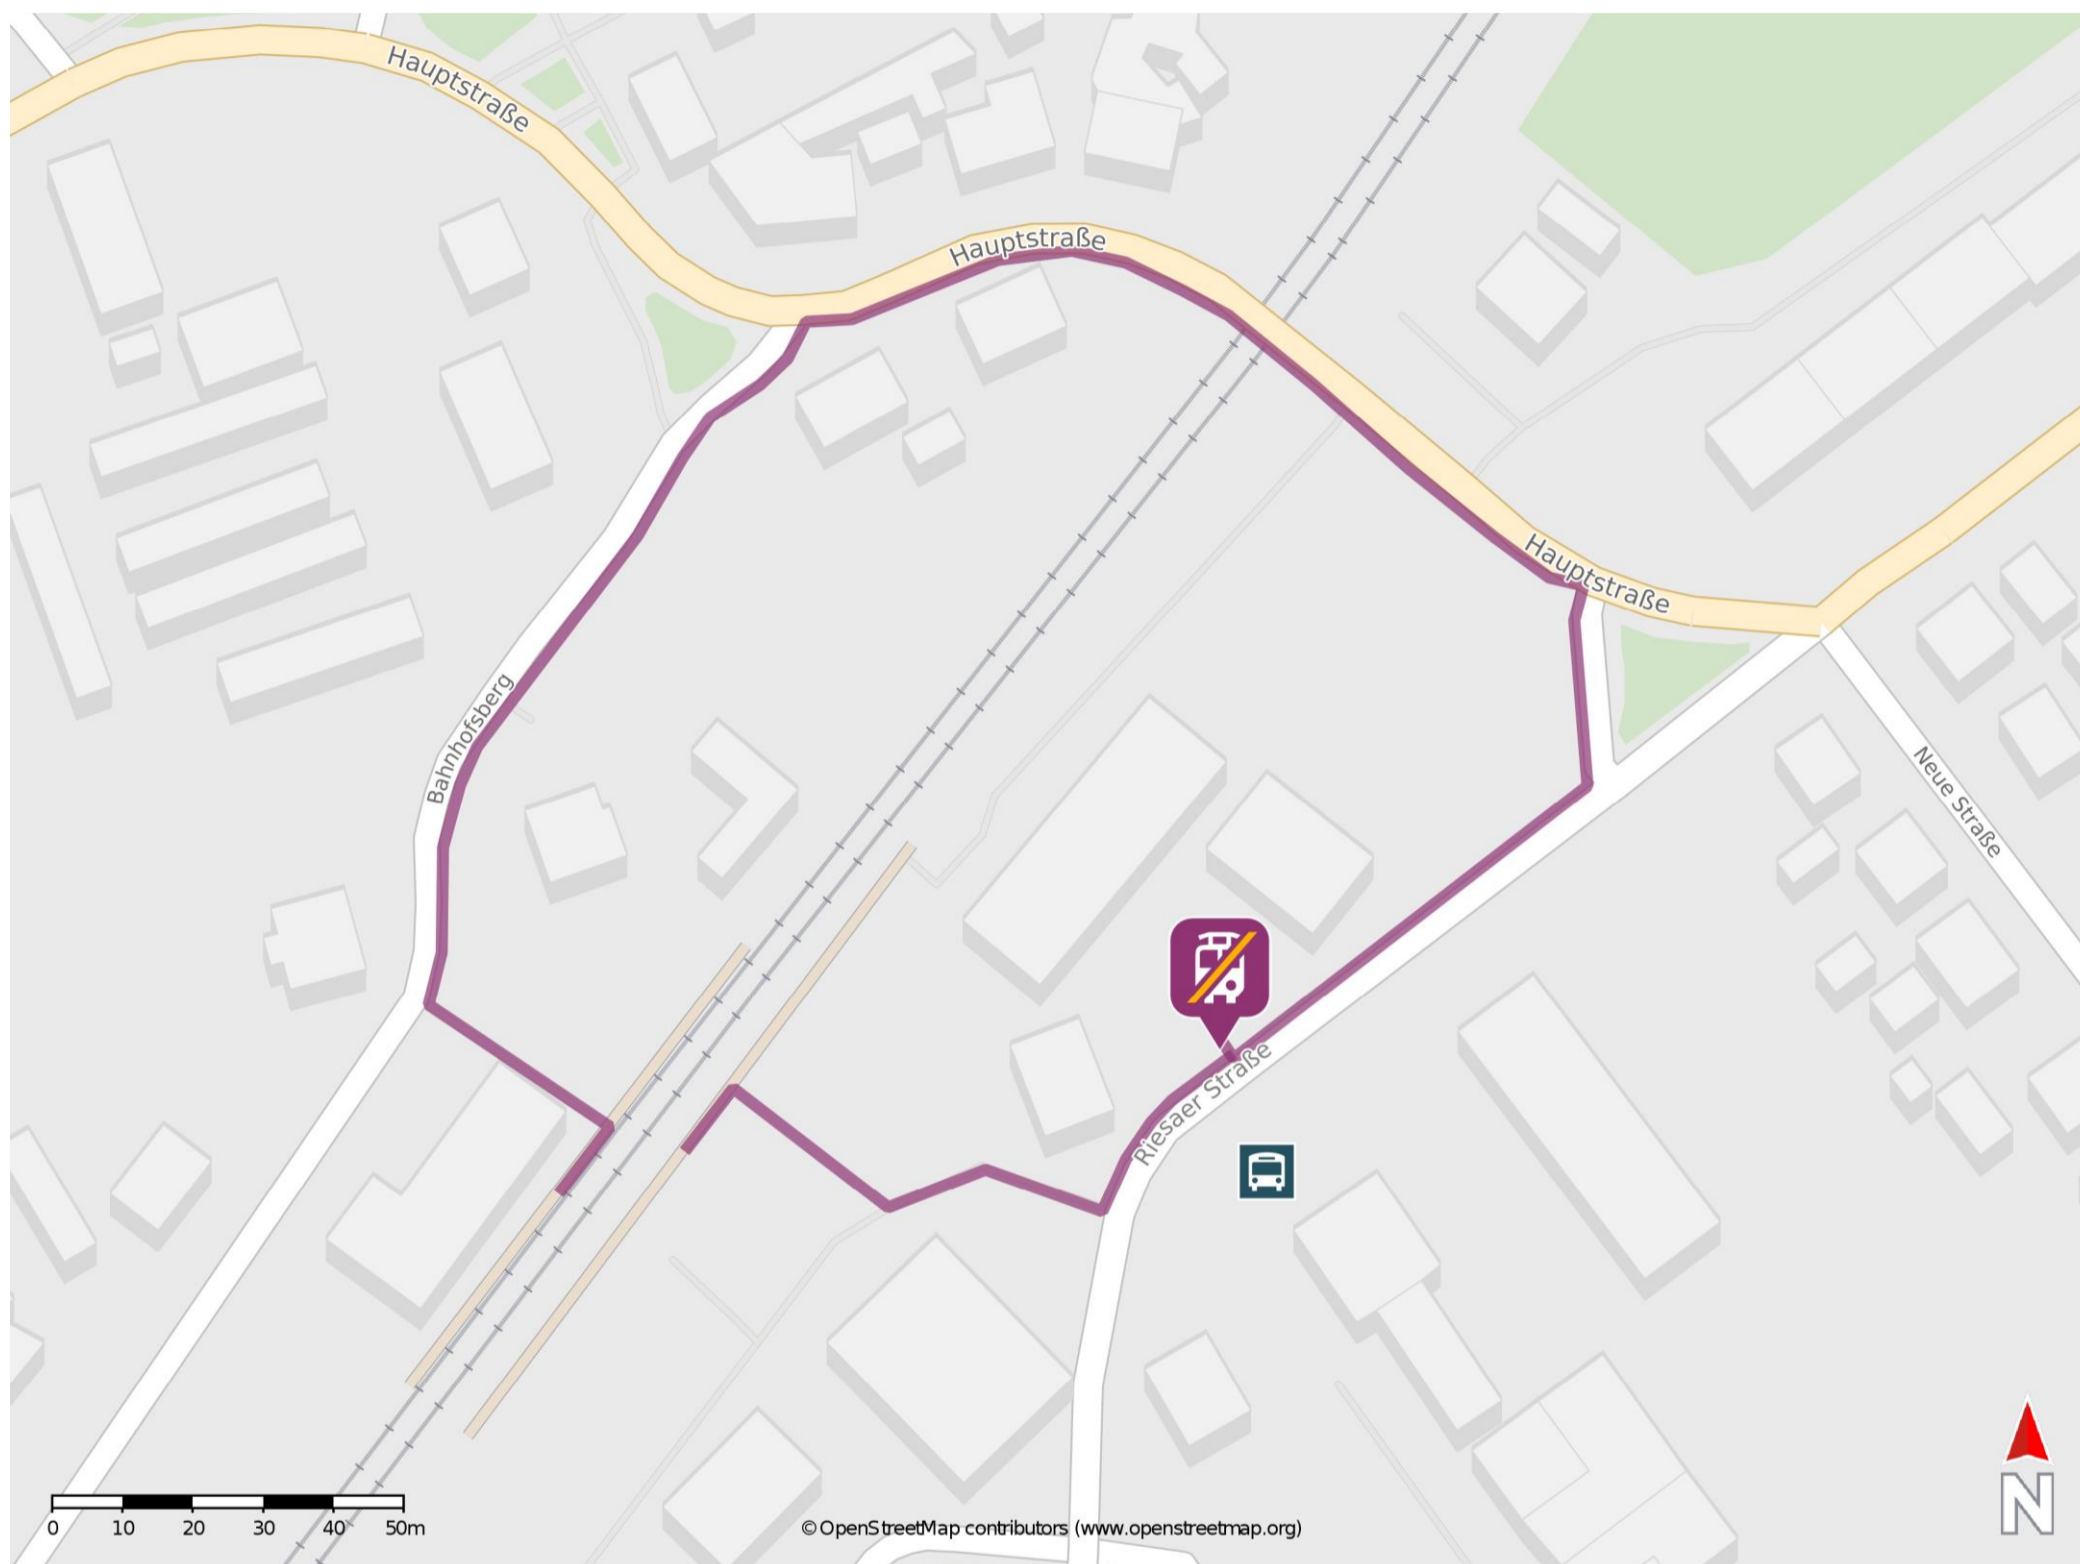 Hauptstraße
Hauptstraße
Hauptstraße
Bahnhofsberg
Neue Straße
Riesaer Straße
0 10 20 30 40 50m
© OpenStreetMap contributors (www.openstreetmap.org)
N